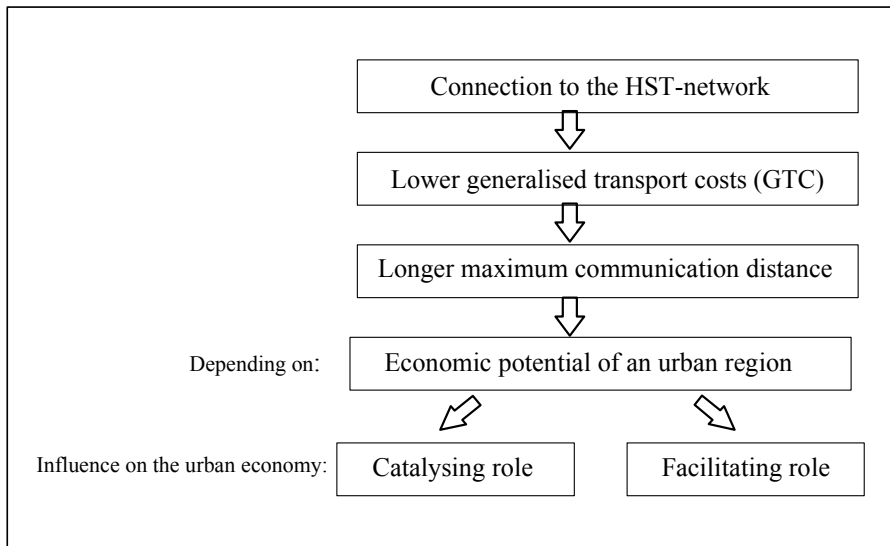 Connection to the HST-network
Lower generalised transport costs (GTC)
Longer maximum communication distance
Depending on: Economic potential of an urban region
Influence on the urban economy: Catalysing role Facilitating role